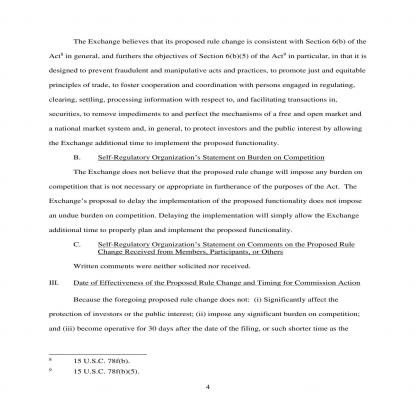 The Exchange believes that its proposed rule change is consistent with Section 6(b) of the
Act8 in general, and furthers the objectives of Section 6(b)(5) of the Act9 in particular, in that it is
designed to prevent fraudulent and manipulative acts and practices, to promote just and equitable
principles of trade, to foster cooperation and coordination with persons engaged in regulating,
clearing, settling, processing information with respect to, and facilitating transactions in,
securities, to remove impediments to and perfect the mechanisms of a free and open market and
a national market system and, in general, to protect investors and the public interest by allowing
the Exchange additional time to implement the proposed functionality.
B. Self-Regulatory Organization's Statement on Burden on Competition
The Exchange does not believe that the proposed rule change will impose any burden on
competition that is not necessary or appropriate in furtherance of the purposes of the Act. The
Exchange's proposal to delay the implementation of the proposed functionality does not impose
an undue burden on competition. Delaying the implementation will simply allow the Exchange
additional time to properly plan and implement the proposed functionality.
C. Self-Regulatory Organization's Statement on Comments on the Proposed Rule
Change Received from Members, Participants, or Others
Written comments were neither solicited nor received.
III. Date of Effectiveness of the Proposed Rule Change and Timing for Commission Action
Because the foregoing proposed rule change does not: (i) Significantly affect the
protection of investors or the public interest; (ii) impose any significant burden on competition;
and (iii) become operative for 30 days after the date of the filing, or such shorter time as the
8 15 U.S.C. 78f(b).
9 15 U.S.C. 78f(b)(5).
4